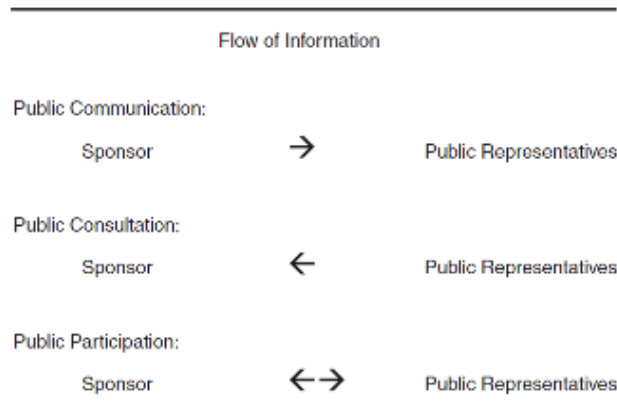 Flow of Information
Public Communication:
Sponsor → Public Representatives
Public Consultation:
Sponsor ← Public Representatives
Public Participation:
Sponsor ←→ Public Representatives